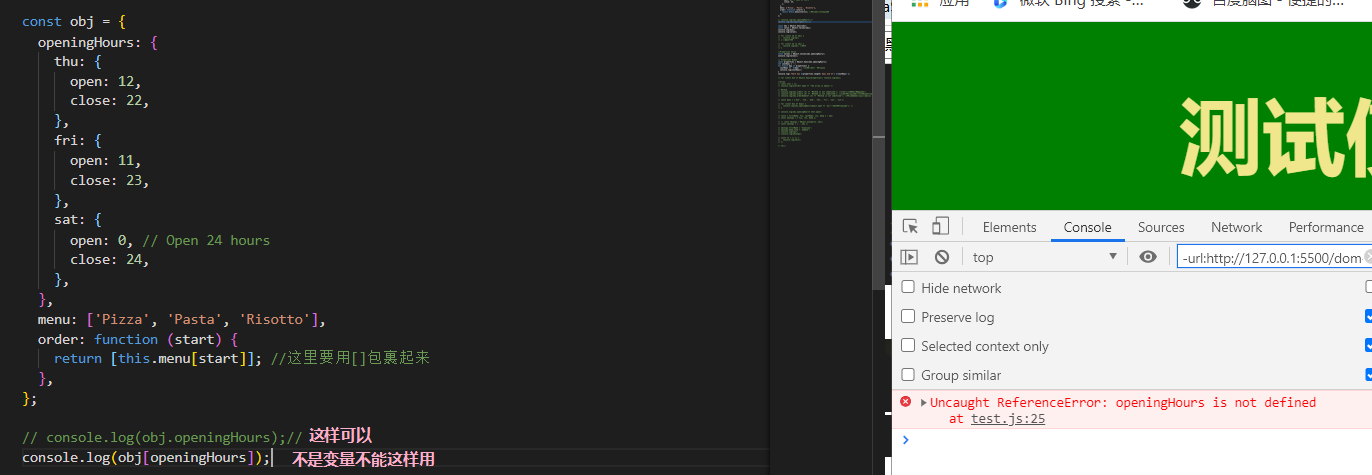 const obj = {
openingHours: {
thu: {
open: 12,
close: 22,
},
fri: {
open: 11,
close: 23,
},
sat: {
open: 0, // Open 24 hours
close: 24,
},
},
menu: ['Pizza', 'Pasta', 'Risotto'],
order: function (start) {
return [this.menu[start]]; //这里要用[]包裹起来
},
};
// console.log(obj.openingHours);// 这样可以
console.log(obj[openingHours]); 不是变量不能这样用
应用 微软 Bing 搜索 -... 百度脑图 - 便捷的...
测试
Elements Console Sources Network Performance
top -url:http://127.0.0.1:5500/dom
Hide network
Preserve log
Selected context only
Group similar
Uncaught ReferenceError: openingHours is not defined
at test.js:25